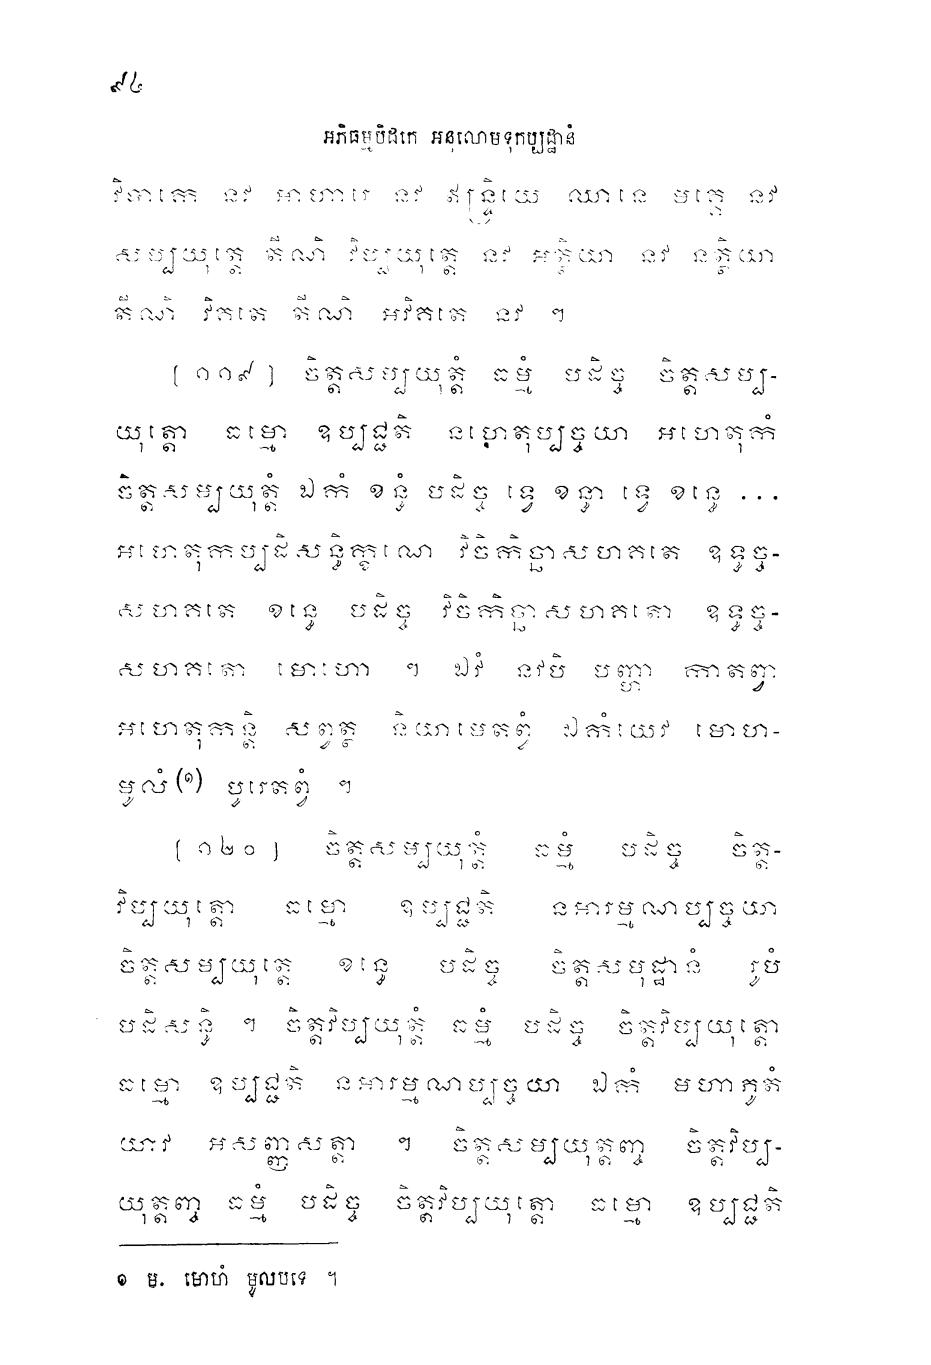 ៩៤
អភិធម្មបិដកេ អនុលោមទុកប្បដ្ឋានំ
វិបាកេ នវ អាហារេ នវ ឥន្ទ្រិយេ ឈានេ មគ្គេ នវ
សម្បយុត្តេ តីណិ វិប្បយុត្តេ នវ អត្ថិយា នវ នត្ថិយា
តីណិ វិគតេ តីណិ អវិគតេ នវ ។
[ ១១៩ ] ចិត្តសម្បយុត្តំ ធម្មំ បដិច្ច ចិត្តសម្ប-
យុត្តោ ធម្មោ ឧប្បជ្ជតិ នហេតុប្បច្ចយា អហេតុកំ
ចិត្តសម្បយុត្តំ ឯកំ ខន្ធំ បដិច្ច ទ្វេ ខន្ធា ទ្វេ ខន្ធេ ...
អហេតុកប្បដិសន្ធិក្ខណេ វិចិកិច្ឆាសហគតេ ឧទ្ធច្ច-
សហគតេ ខន្ធេ បដិច្ច វិចិកិច្ឆាសហគតោ ឧទ្ធច្ច-
សហគតោ មោហោ ។ ឯវំ នវបិ បញ្ហា កាតព្វា
អហេតុកន្តិ សព្វត្ថ និយាមេតព្វំ ឯកំយេវ មោហ-
មូលំ(១) បូរេតព្វំ ។
[ ១២០ ] ចិត្តសម្បយុត្តំ ធម្មំ បដិច្ច ចិត្ត-
វិប្បយុត្តោ ធម្មោ ឧប្បជ្ជតិ នអារម្មណប្បច្ចយា
ចិត្តសម្បយុត្តេ ខន្ធេ បដិច្ច ចិត្តសមុដ្ឋានំ រូបំ
បដិសន្ធិ ។ ចិត្តវិប្បយុត្តំ ធម្មំ បដិច្ច ចិត្តវិប្បយុត្តោ
ធម្មោ ឧប្បជ្ជតិ នអារម្មណប្បច្ចយា ឯកំ មហាភូតំ
យាវ អសញ្ញសត្តា ។ ចិត្តសម្បយុត្តញ្ច ចិត្តវិប្ប-
យុត្តញ្ច ធម្មំ បដិច្ច ចិត្តវិប្បយុត្តោ ធម្មោ ឧប្បជ្ជតិ
១ ម. មោហំ មូលបទេ ។